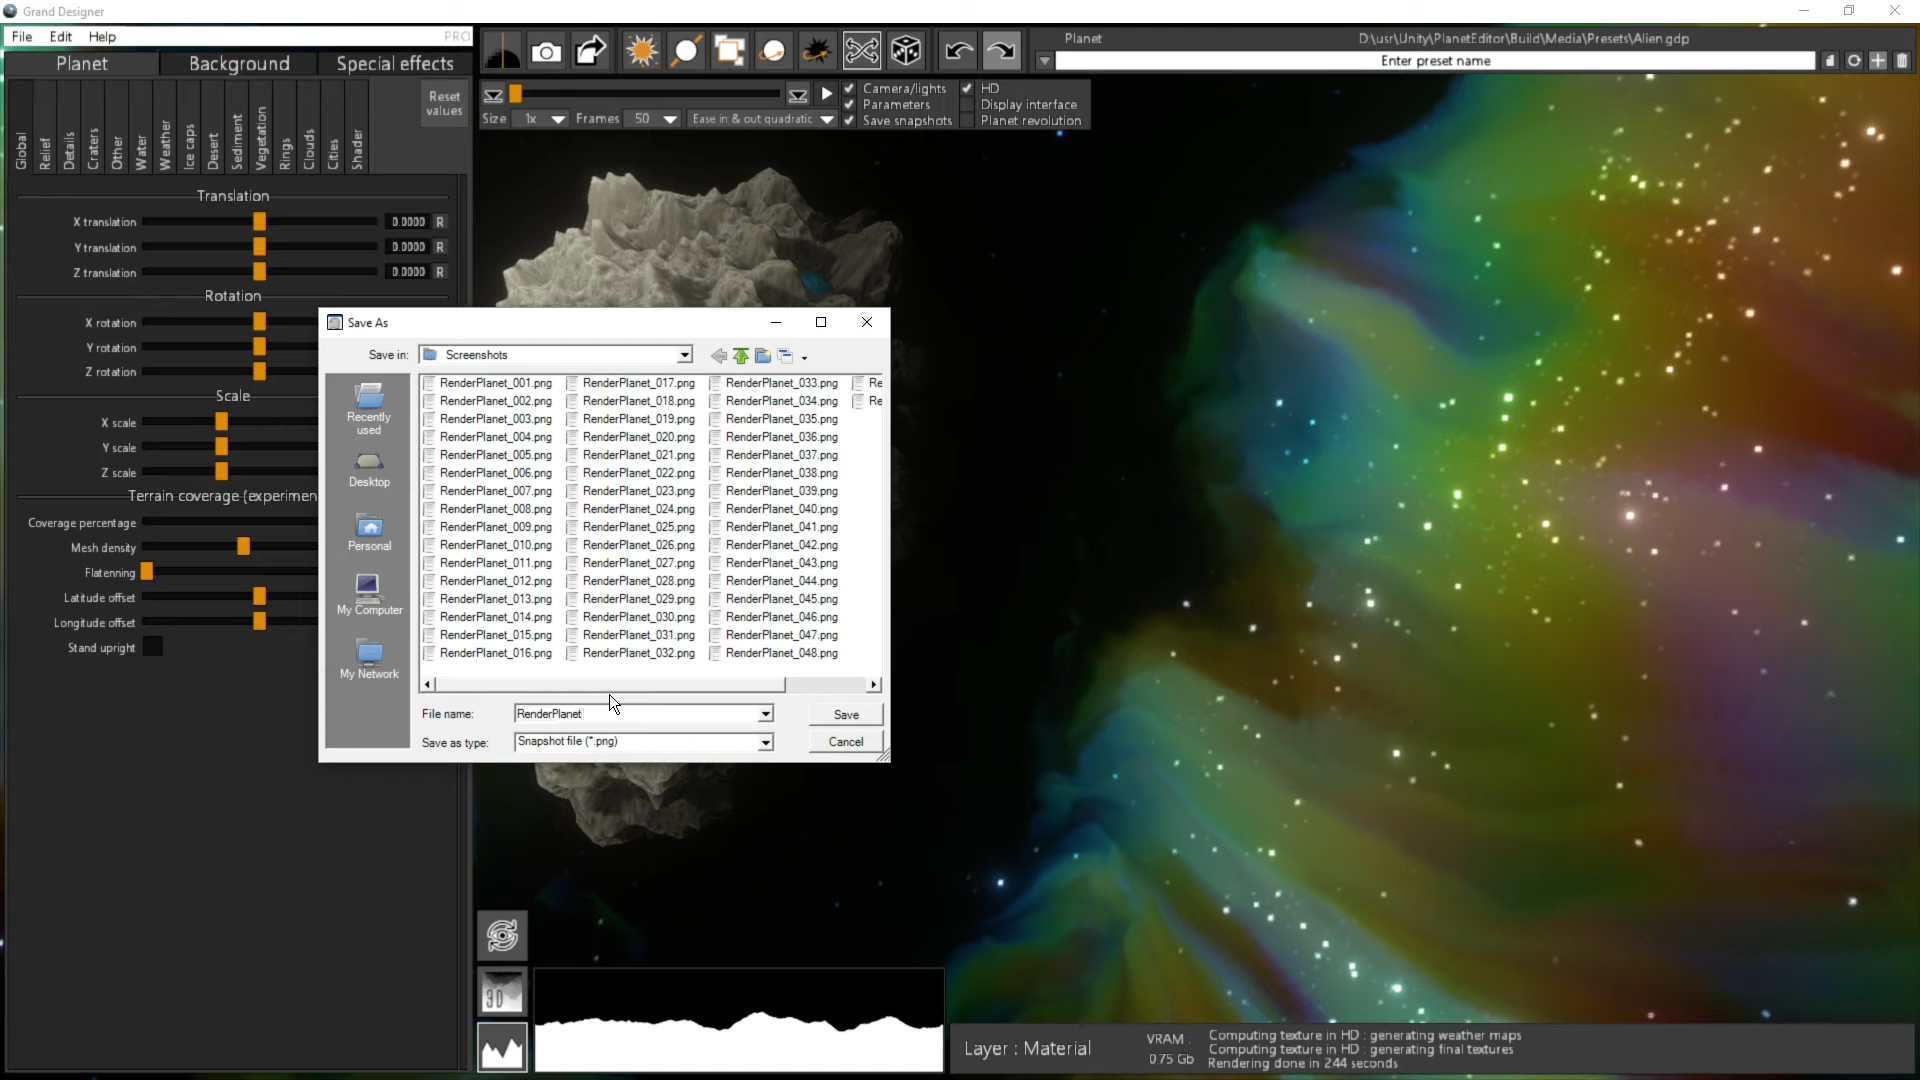 Grand Designer
File Edit Help PRO
Planet Background Special effects
Reset values
Global Relief Details Craters Other Water Weather Ice caps Desert Sediment Vegetation Rings Clouds Cities Shader
Translation
X translation 0.0000 R
Y translation 0.0000 R
Z translation 0.0000 R
Rotation
X rotation
Y rotation
Z rotation
Scale
X scale
Y scale
Z scale
Terrain coverage (experimen
Coverage percentage
Mesh density
Flatenning
Latitude offset
Longitude offset
Stand upright
Planet D:\usr\Unity\PlanetEditor\Build\Media\Presets\Alien.gdp
Enter preset name
Camera/lights HD
Parameters Display interface
Save snapshots Planet revolution
Size 1x Frames 50 Ease in & out quadratic
Save As
Save in: Screenshots
Recently used
Desktop
Personal
My Computer
My Network
RenderPlanet_001.png RenderPlanet_017.png RenderPlanet_033.png Re
RenderPlanet_002.png RenderPlanet_018.png RenderPlanet_034.png Re
RenderPlanet_003.png RenderPlanet_019.png RenderPlanet_035.png
RenderPlanet_004.png RenderPlanet_020.png RenderPlanet_036.png
RenderPlanet_005.png RenderPlanet_021.png RenderPlanet_037.png
RenderPlanet_006.png RenderPlanet_022.png RenderPlanet_038.png
RenderPlanet_007.png RenderPlanet_023.png RenderPlanet_039.png
RenderPlanet_008.png RenderPlanet_024.png RenderPlanet_040.png
RenderPlanet_009.png RenderPlanet_025.png RenderPlanet_041.png
RenderPlanet_010.png RenderPlanet_026.png RenderPlanet_042.png
RenderPlanet_011.png RenderPlanet_027.png RenderPlanet_043.png
RenderPlanet_012.png RenderPlanet_028.png RenderPlanet_044.png
RenderPlanet_013.png RenderPlanet_029.png RenderPlanet_045.png
RenderPlanet_014.png RenderPlanet_030.png RenderPlanet_046.png
RenderPlanet_015.png RenderPlanet_031.png RenderPlanet_047.png
RenderPlanet_016.png RenderPlanet_032.png RenderPlanet_048.png
File name: RenderPlanet Save
Save as type: Snapshot file (*.png) Cancel
3D
Layer : Material
VRAM :
0.75 Gb
Computing texture in HD : generating weather maps
Computing texture in HD : generating final textures
Rendering done in 2.44 seconds